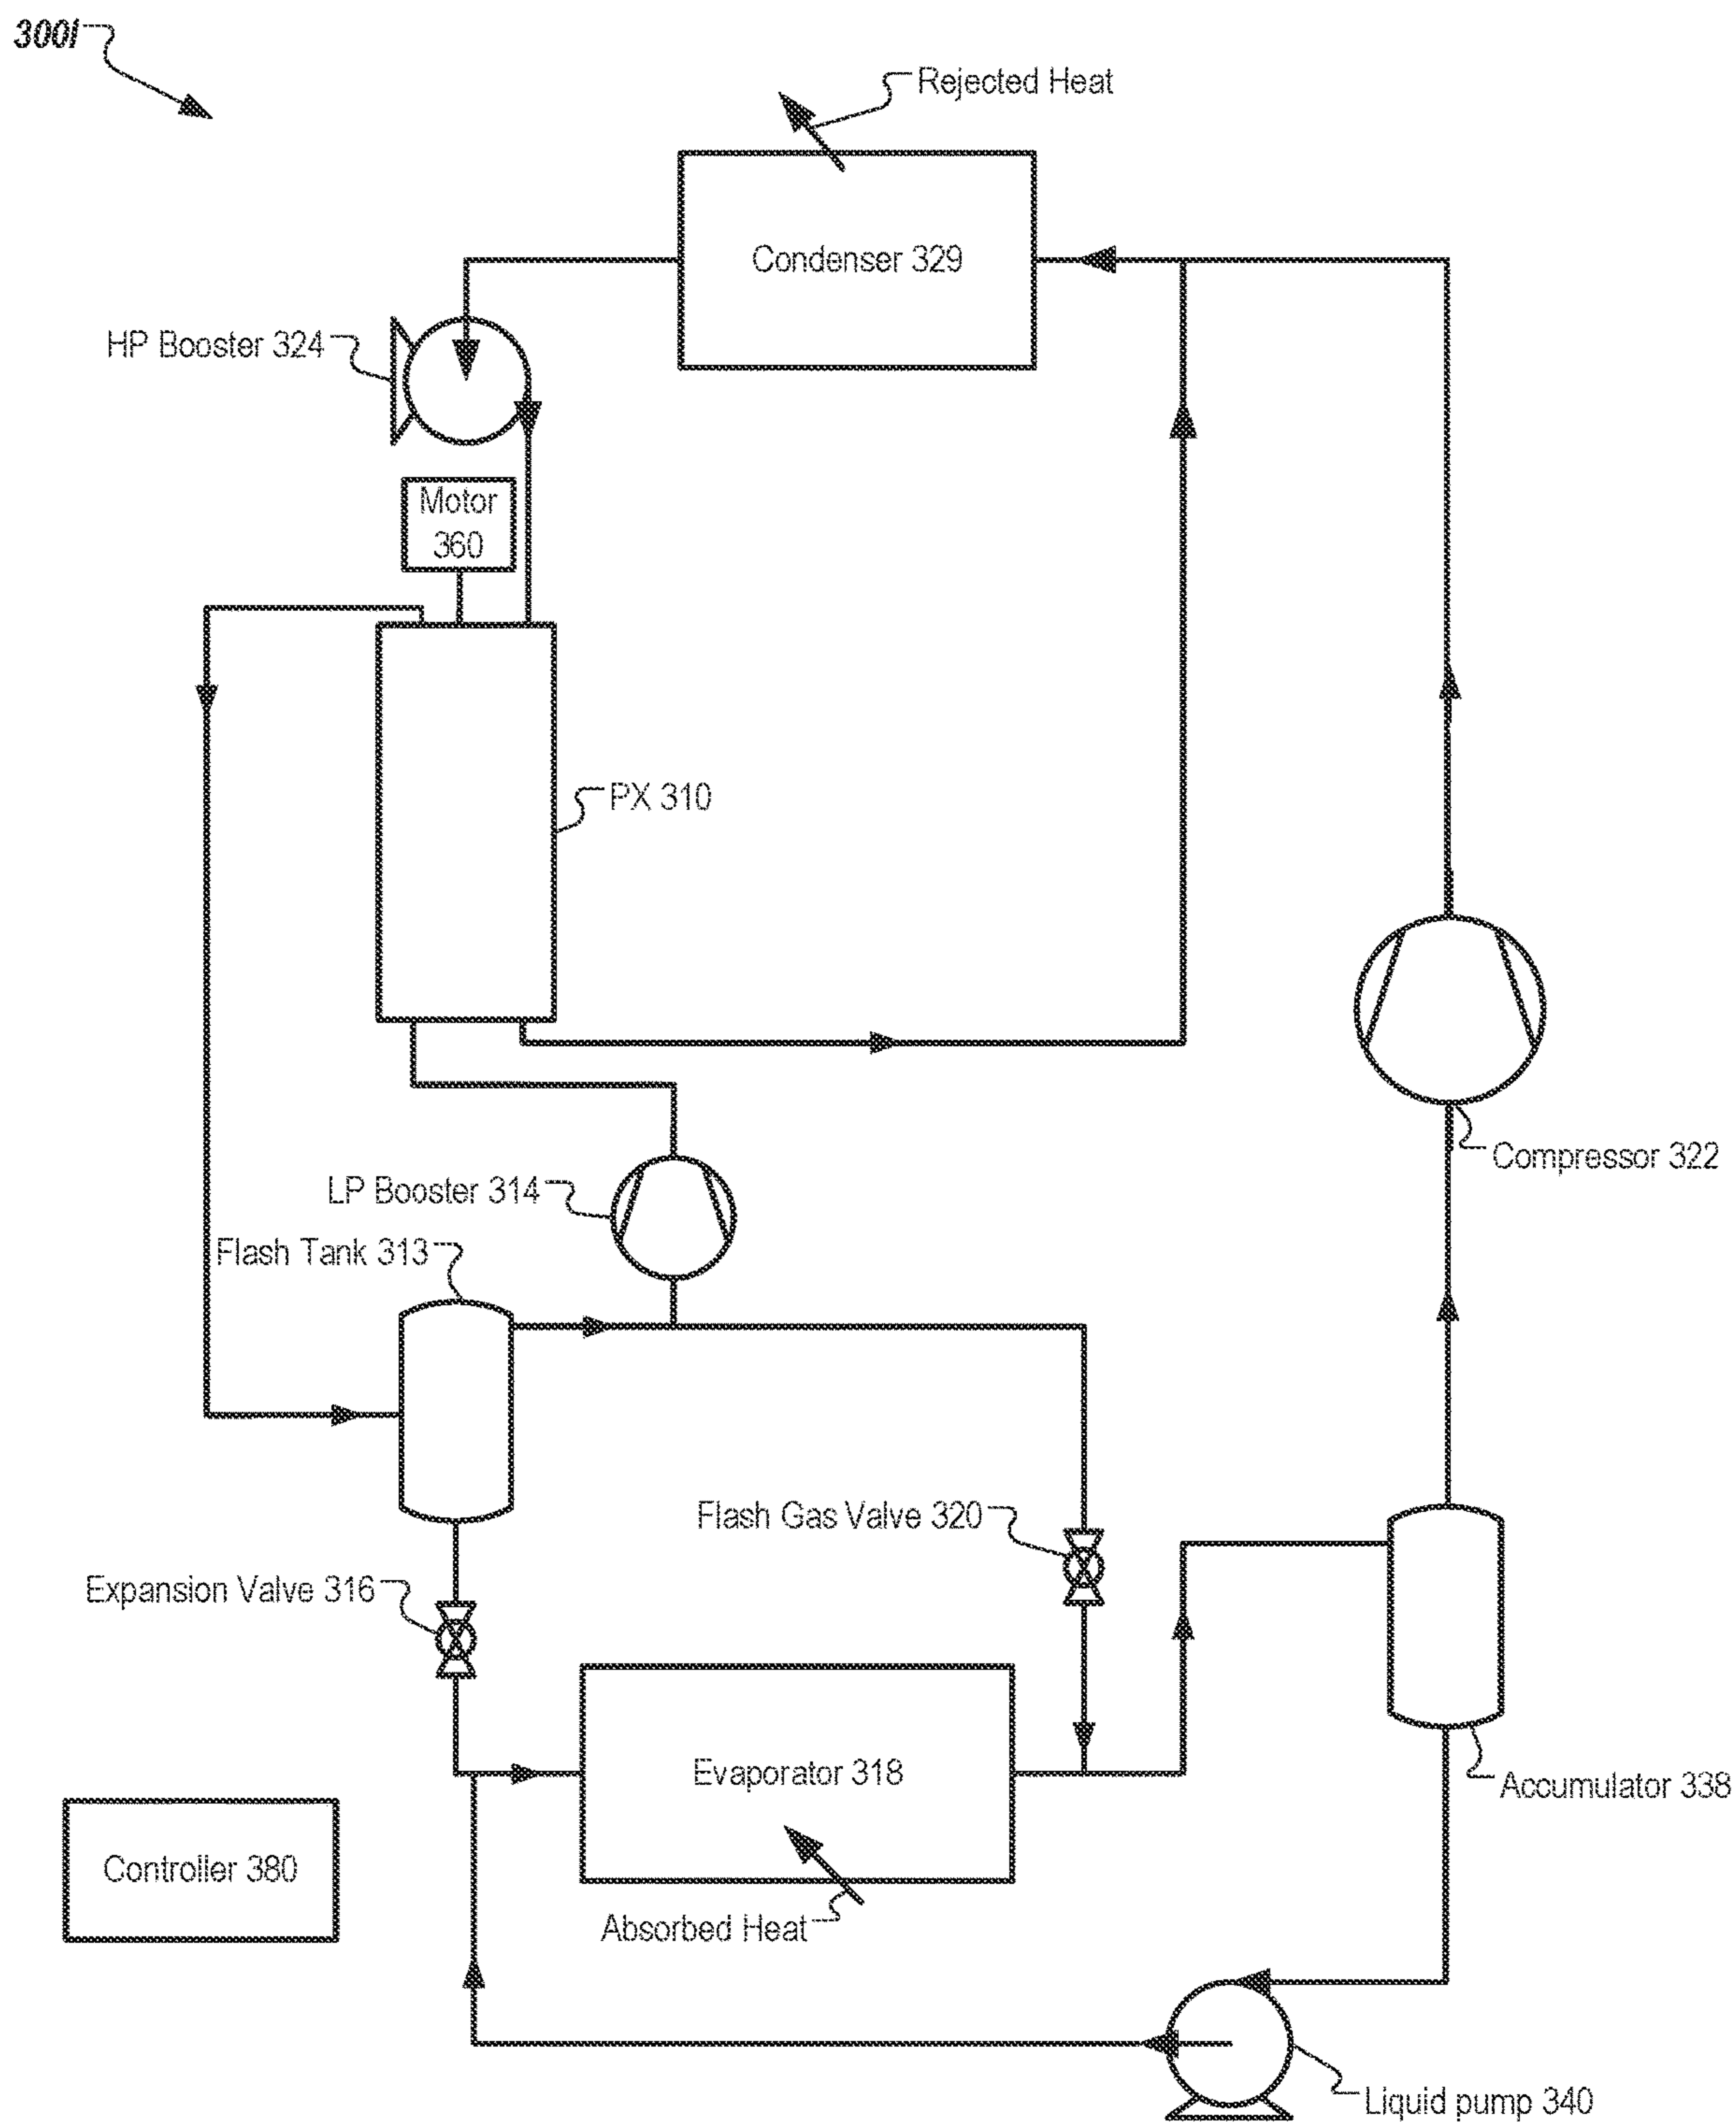 300I
Rejected Heat
Condenser 329
HP Booster 324
Motor
360
PX 310
Compressor 322
LP Booster 314
Flash Tank 313
Flash Gas Valve 320
Expansion Valve 316
Evaporator 318
Accumulator 338
Controller 380
Absorbed Heat
Liquid pump 340